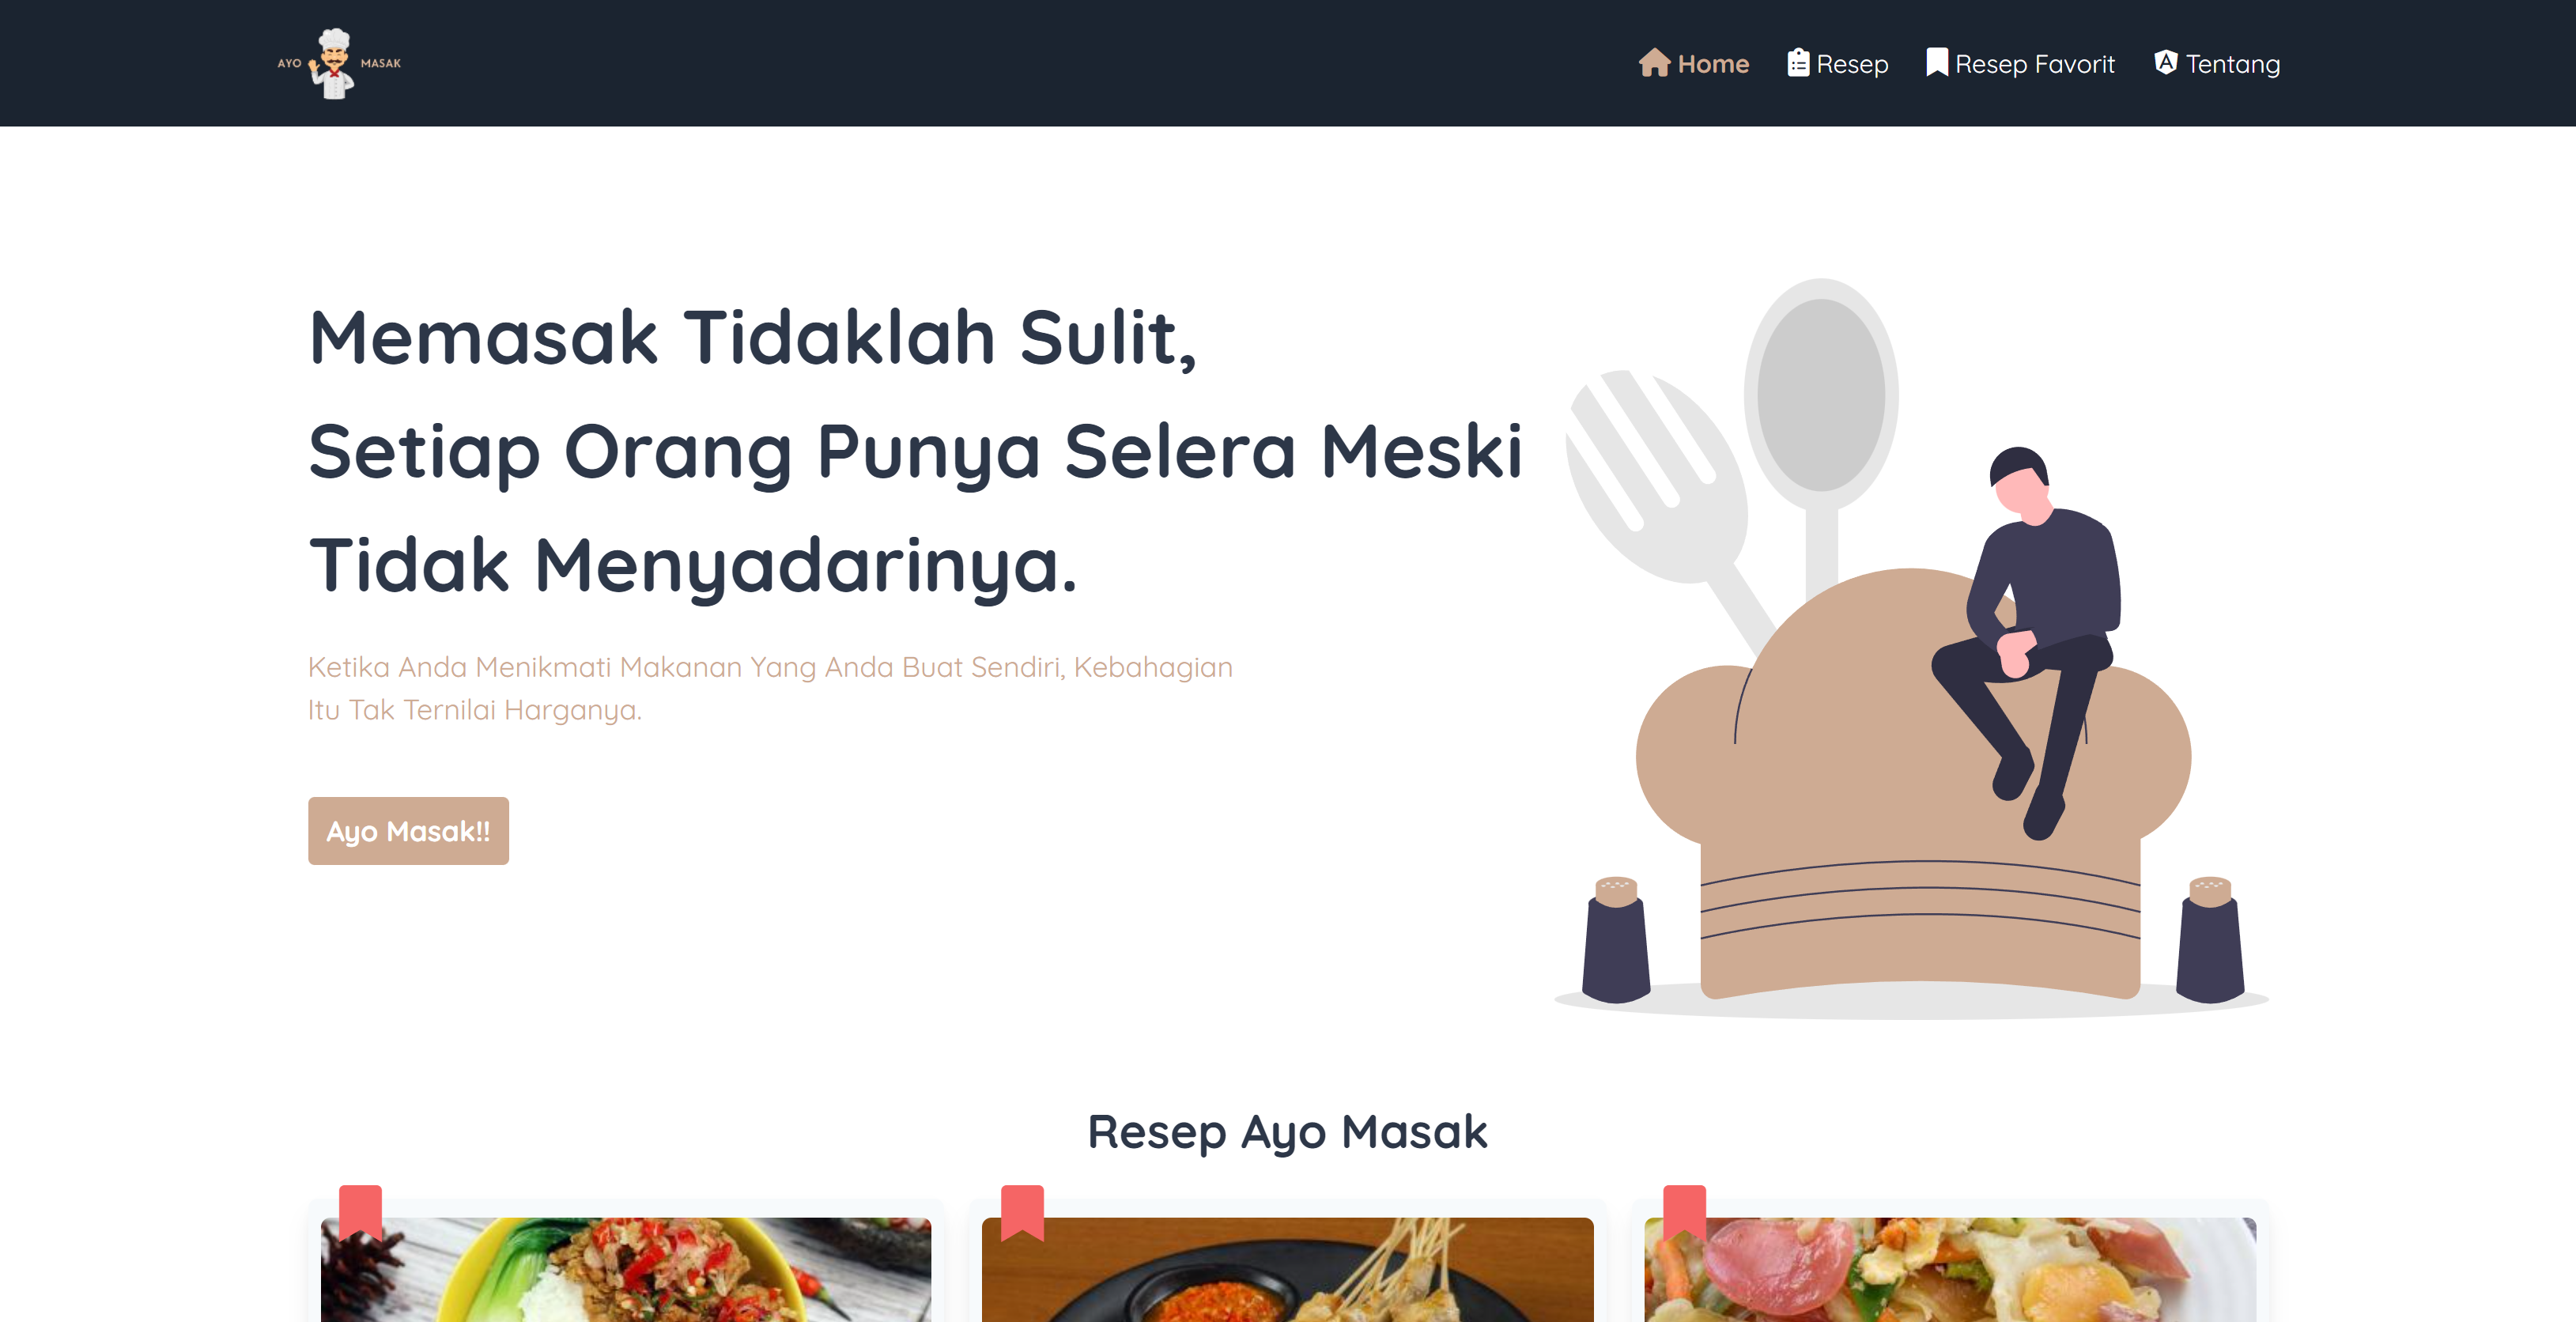 AYO MASAK
Home Resep Resep Favorit Tentang
Memasak Tidaklah Sulit,
Setiap Orang Punya Selera Meski
Tidak Menyadarinya.
Ketika Anda Menikmati Makanan Yang Anda Buat Sendiri, Kebahagian
Itu Tak Ternilai Harganya.
Ayo Masak!!
Resep Ayo Masak